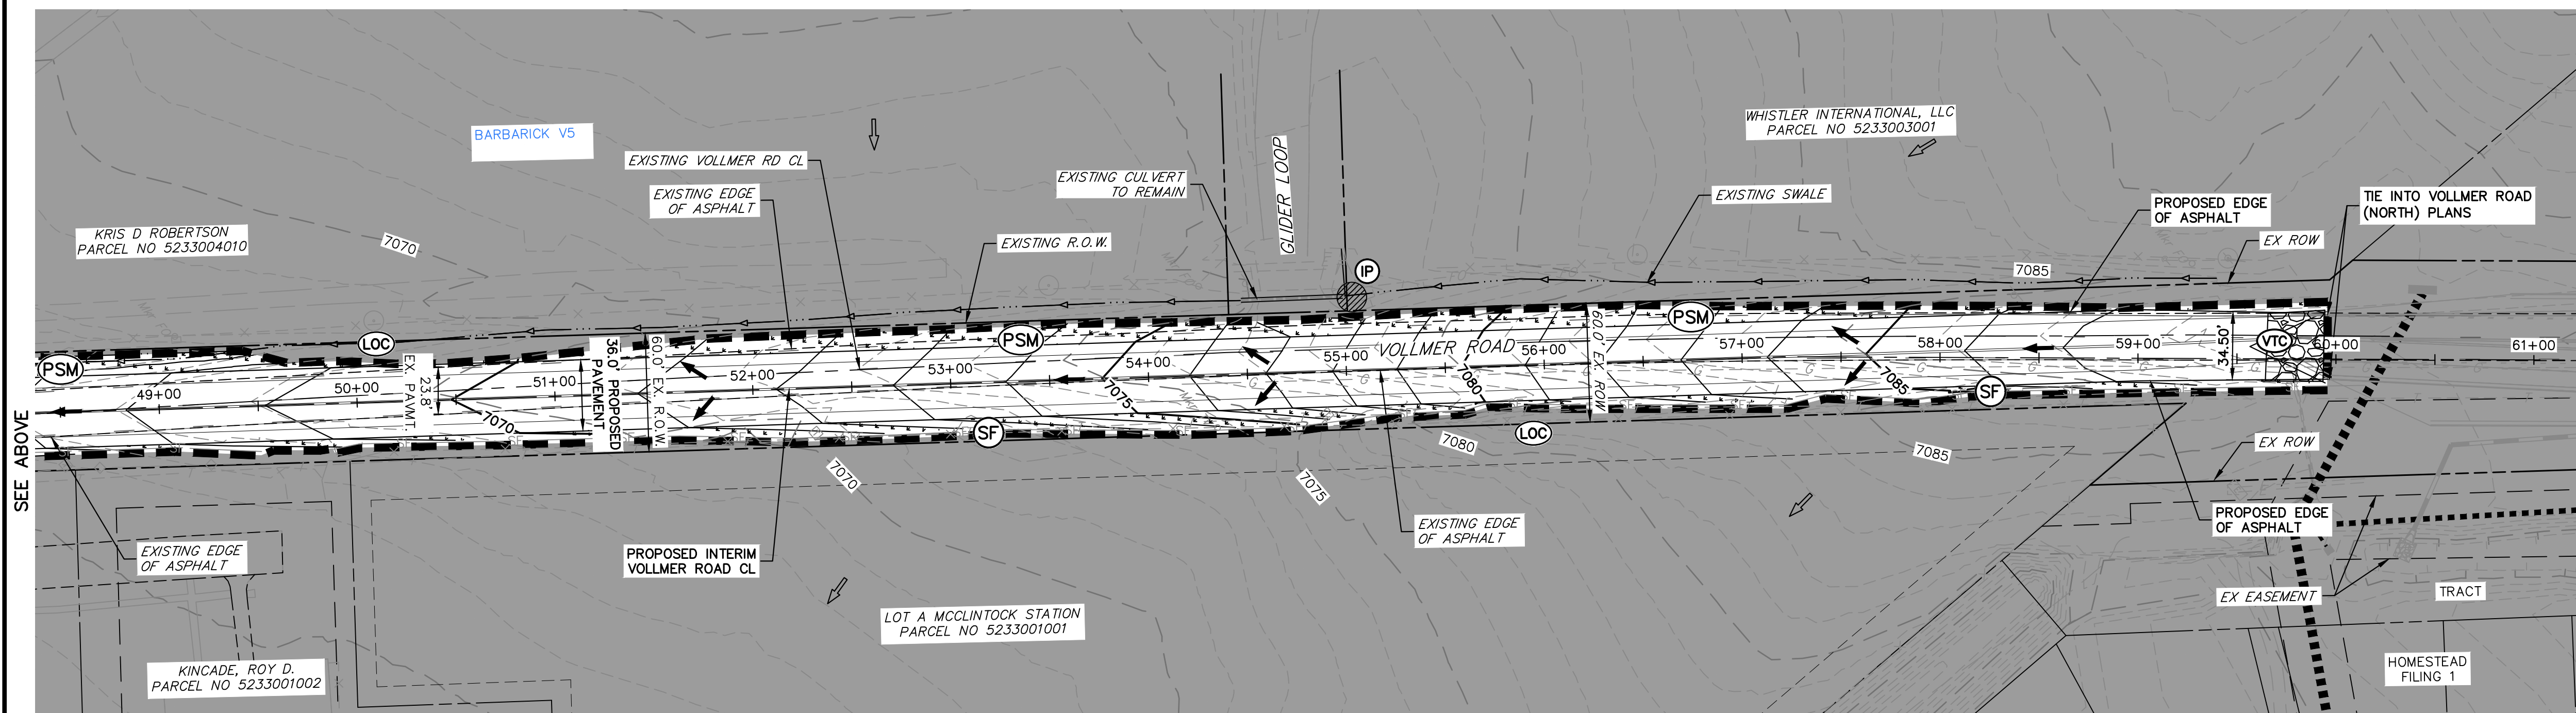 BARBARICK V5
EXISTING VOLLMER RD CL
EXISTING EDGE
OF ASPHALT
EXISTING CULVERT
TO REMAIN
GLIDER LOOP
WHISTLER INTERNATIONAL, LLC
PARCEL NO 5233003001
EXISTING SWALE
PROPOSED EDGE
OF ASPHALT
TIE INTO VOLLMER ROAD
(NORTH) PLANS
KRIS D ROBERTSON
PARCEL NO 5233004010
7070
EXISTING R.O.W.
IP
7085
EX ROW
PSM
LOC
PSM
PSM
VTC
49+00
50+00
51+00
52+00
53+00
54+00
55+00
56+00
57+00
58+00
59+00
60+00
61+00
VOLLMER ROAD
23.8'
EX. PAVMT.
36.0' PROPOSED
PAVEMENT
60.0' EX. R.O.W.
60.0' EX. ROW
34.50'
7070
7075
7080
7085
SF
SF
LOC
7070
7075
7080
7085
EX ROW
SEE ABOVE
EXISTING EDGE
OF ASPHALT
PROPOSED INTERIM
VOLLMER ROAD CL
EXISTING EDGE
OF ASPHALT
PROPOSED EDGE
OF ASPHALT
LOT A MCCLINTOCK STATION
PARCEL NO 5233001001
EX EASEMENT
TRACT
KINCADE, ROY D.
PARCEL NO 5233001002
HOMESTEAD
FILING 1